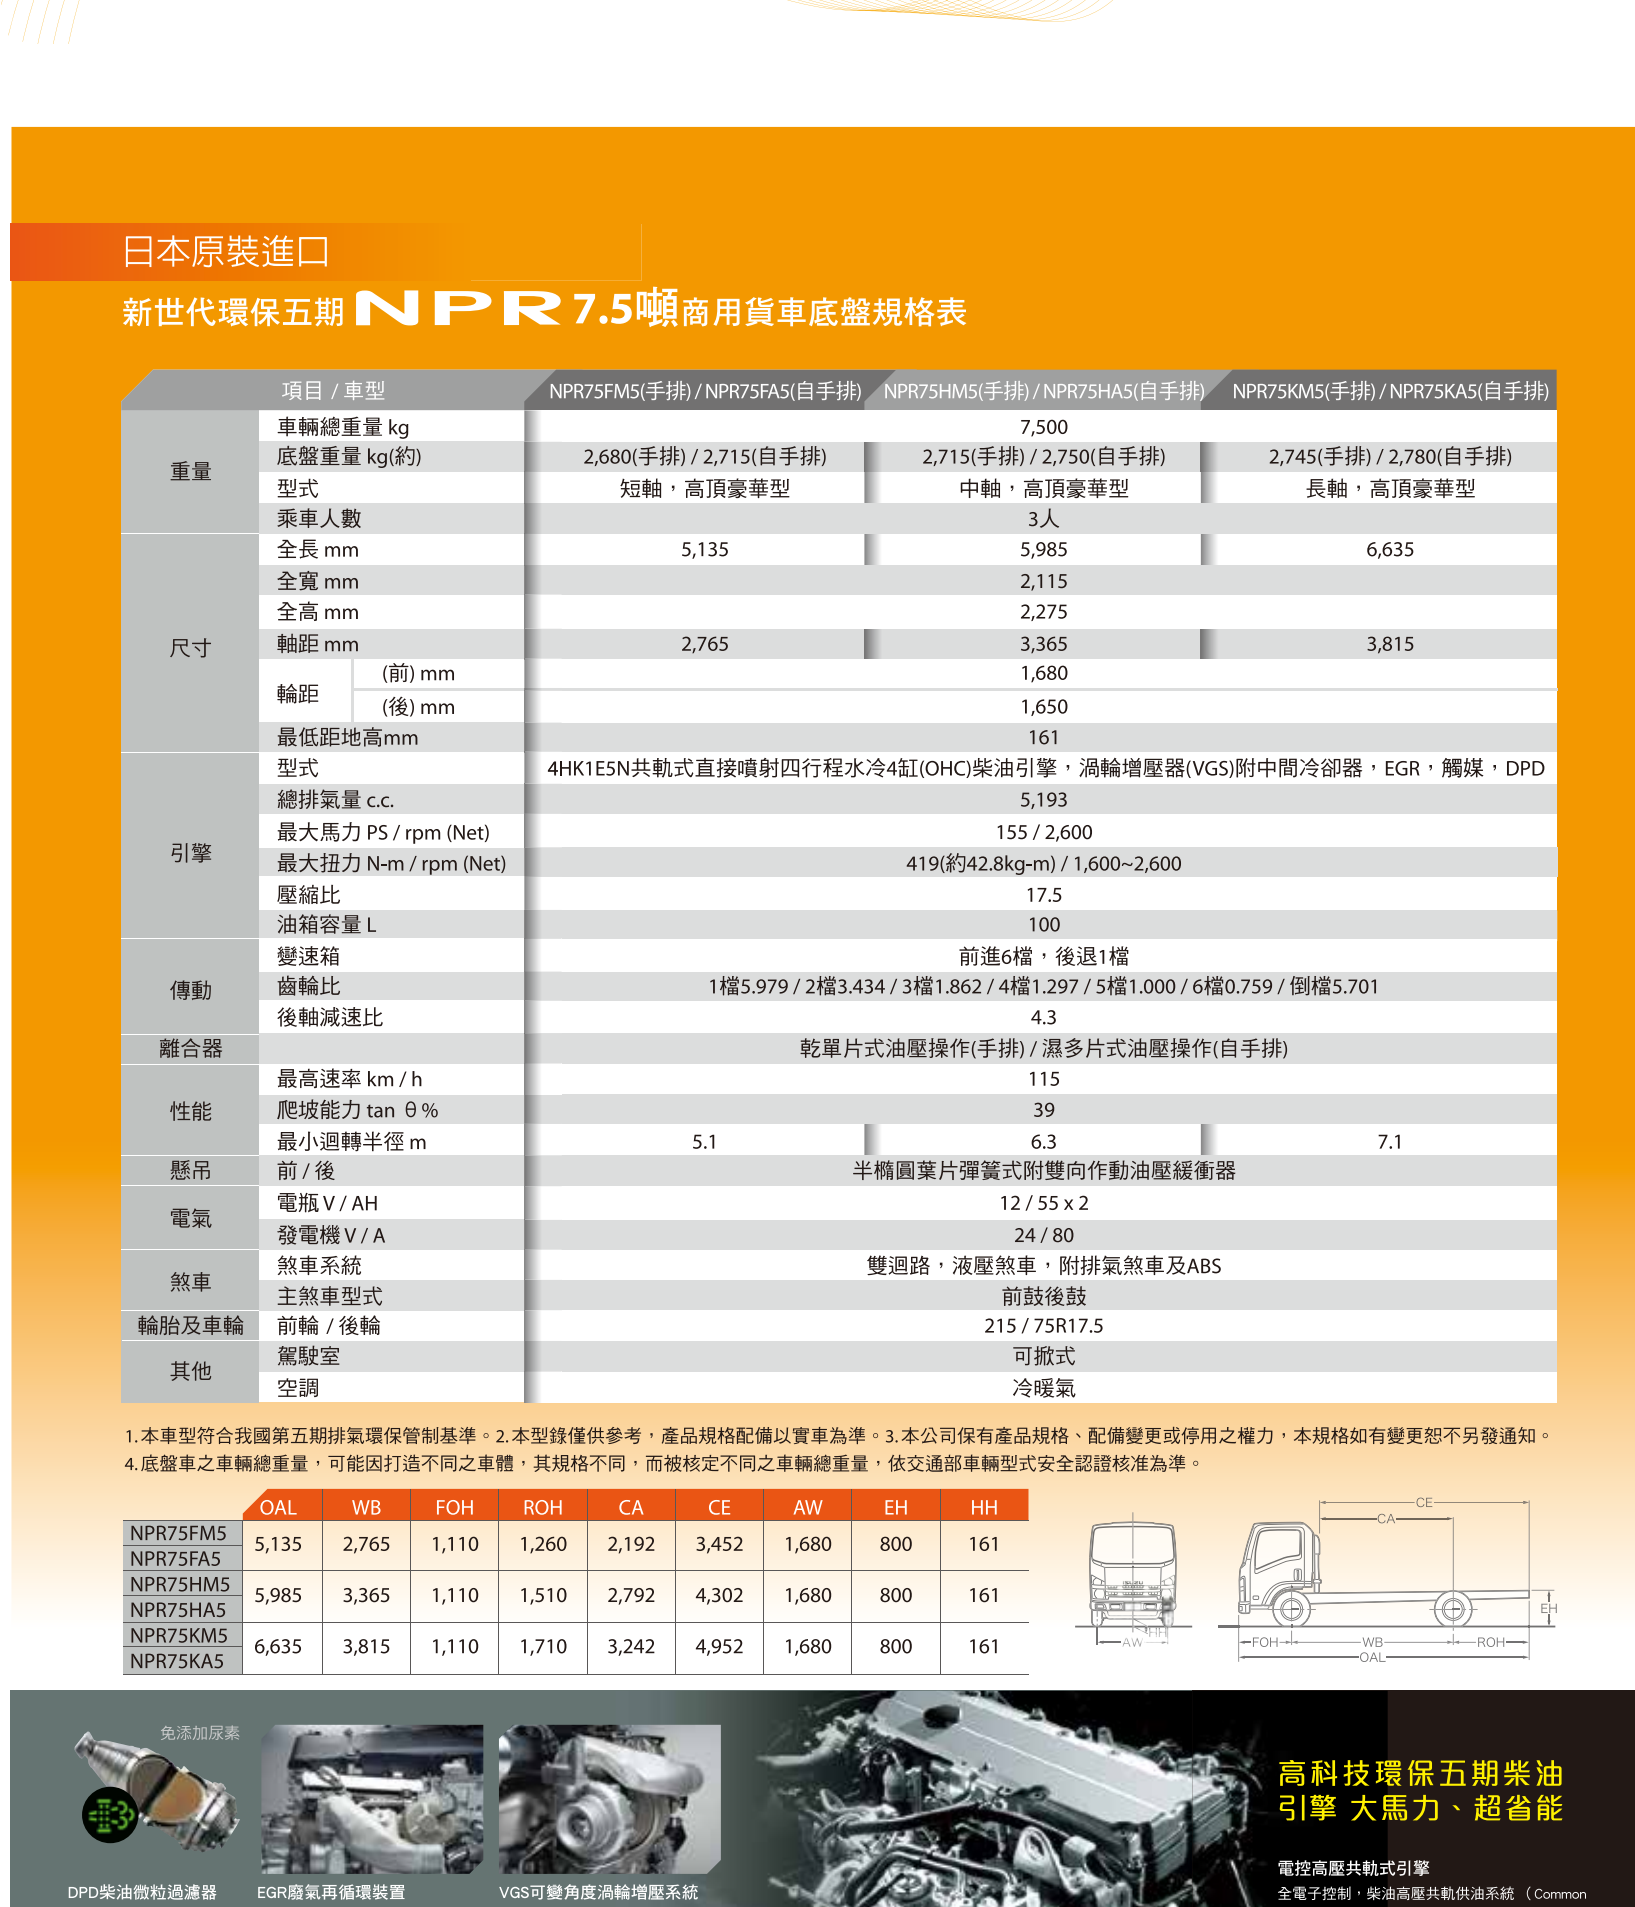 日本原裝進口
新世代環保五期 NPR 7.5噸商用貨車底盤規格表
項目 / 車型 NPR75FM5(手排) / NPR75FA5(自手排) NPR75HM5(手排) / NPR75HA5(自手排) NPR75KM5(手排) / NPR75KA5(自手排)
重量
車輛總重量 kg 7,500
底盤重量 kg(約) 2,680(手排) / 2,715(自手排) 2,715(手排) / 2,750(自手排) 2,745(手排) / 2,780(自手排)
型式 短軸，高頂豪華型 中軸，高頂豪華型 長軸，高頂豪華型
乘車人數 3人
尺寸
全長 mm 5,135 5,985 6,635
全寬 mm 2,115
全高 mm 2,275
軸距 mm 2,765 3,365 3,815
輪距
(前) mm 1,680
(後) mm 1,650
最低距地高mm 161
引擎
型式 4HK1E5N共軌式直接噴射四行程水冷4缸(OHC)柴油引擎，渦輪增壓器(VGS)附中間冷卻器，EGR，觸媒，DPD
總排氣量 c.c. 5,193
最大馬力 PS / rpm (Net) 155 / 2,600
最大扭力 N-m / rpm (Net) 419(約42.8kg-m) / 1,600~2,600
壓縮比 17.5
油箱容量 L 100
傳動
變速箱 前進6檔，後退1檔
齒輪比 1檔5.979 / 2檔3.434 / 3檔1.862 / 4檔1.297 / 5檔1.000 / 6檔0.759 / 倒檔5.701
後軸減速比 4.3
離合器 乾單片式油壓操作(手排) / 濕多片式油壓操作(自手排)
性能
最高速率 km / h 115
爬坡能力 tan θ% 39
最小迴轉半徑 m 5.1 6.3 7.1
懸吊 前 / 後 半橢圓葉片彈簧式附雙向作動油壓緩衝器
電氣
電瓶 V / AH 12 / 55 x 2
發電機 V / A 24 / 80
煞車
煞車系統 雙迴路，液壓煞車，附排氣煞車及ABS
主煞車型式 前鼓後鼓
輪胎及車輪 前輪 / 後輪 215 / 75R17.5
其他
駕駛室 可掀式
空調 冷暖氣
1.本車型符合我國第五期排氣環保管制基準。2.本型錄僅供參考，產品規格配備以實車為準。3.本公司保有產品規格、配備變更或停用之權力，本規格如有變更恕不另發通知。
4.底盤車之車輛總重量，可能因打造不同之車體，其規格不同，而被核定不同之車輛總重量，依交通部車輛型式安全認證核准為準。
OAL WB FOH ROH CA CE AW EH HH
NPR75FM5
NPR75FA5
5,135 2,765 1,110 1,260 2,192 3,452 1,680 800 161
NPR75HM5
NPR75HA5
5,985 3,365 1,110 1,510 2,792 4,302 1,680 800 161
NPR75KM5
NPR75KA5
6,635 3,815 1,110 1,710 3,242 4,952 1,680 800 161
CE
CA
ISUZU
EH
HH
AW
FOH WB ROH
OAL
免添加尿素
DPD柴油微粒過濾器
EGR廢氣再循環裝置
VGS可變角度渦輪增壓系統
高科技環保五期柴油
引擎 大馬力、超省能
電控高壓共軌式引擎
全電子控制，柴油高壓共軌供油系統 （ Common